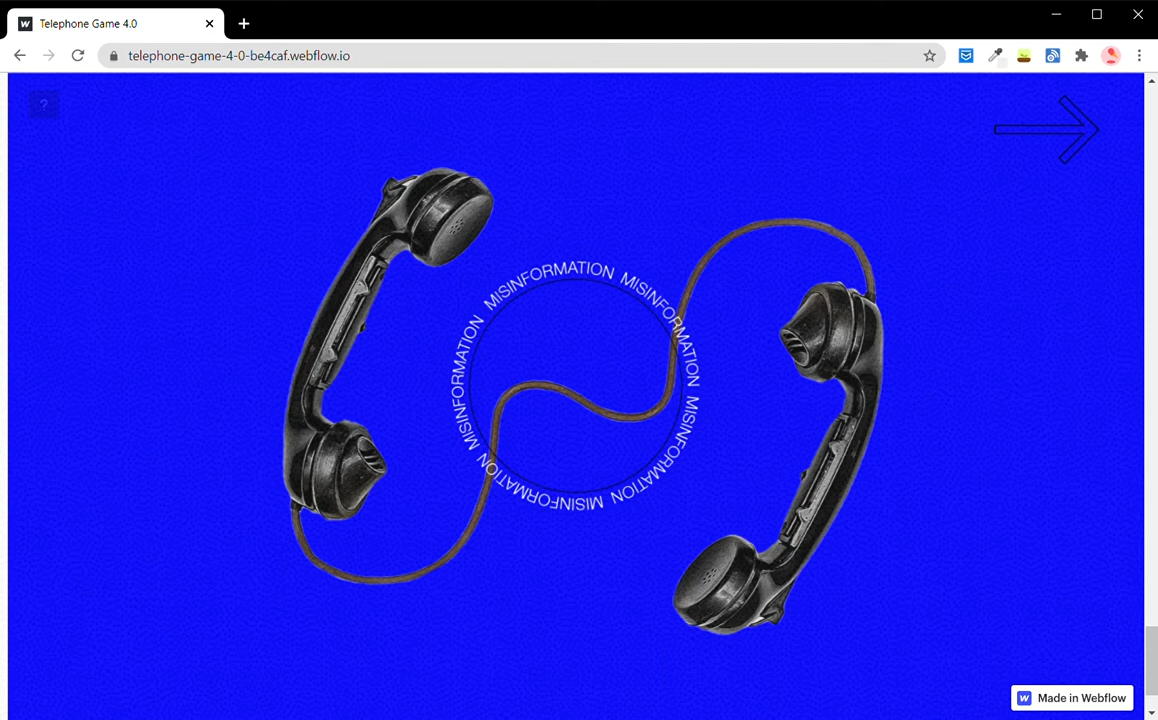 Telephone Game 4.0
telephone-game-4-0-be4caf.webflow.io
?
MISINFORMATION MISINFORMATION MISINFORMATION MISINFORMATION MISINFORMATION
Made in Webflow